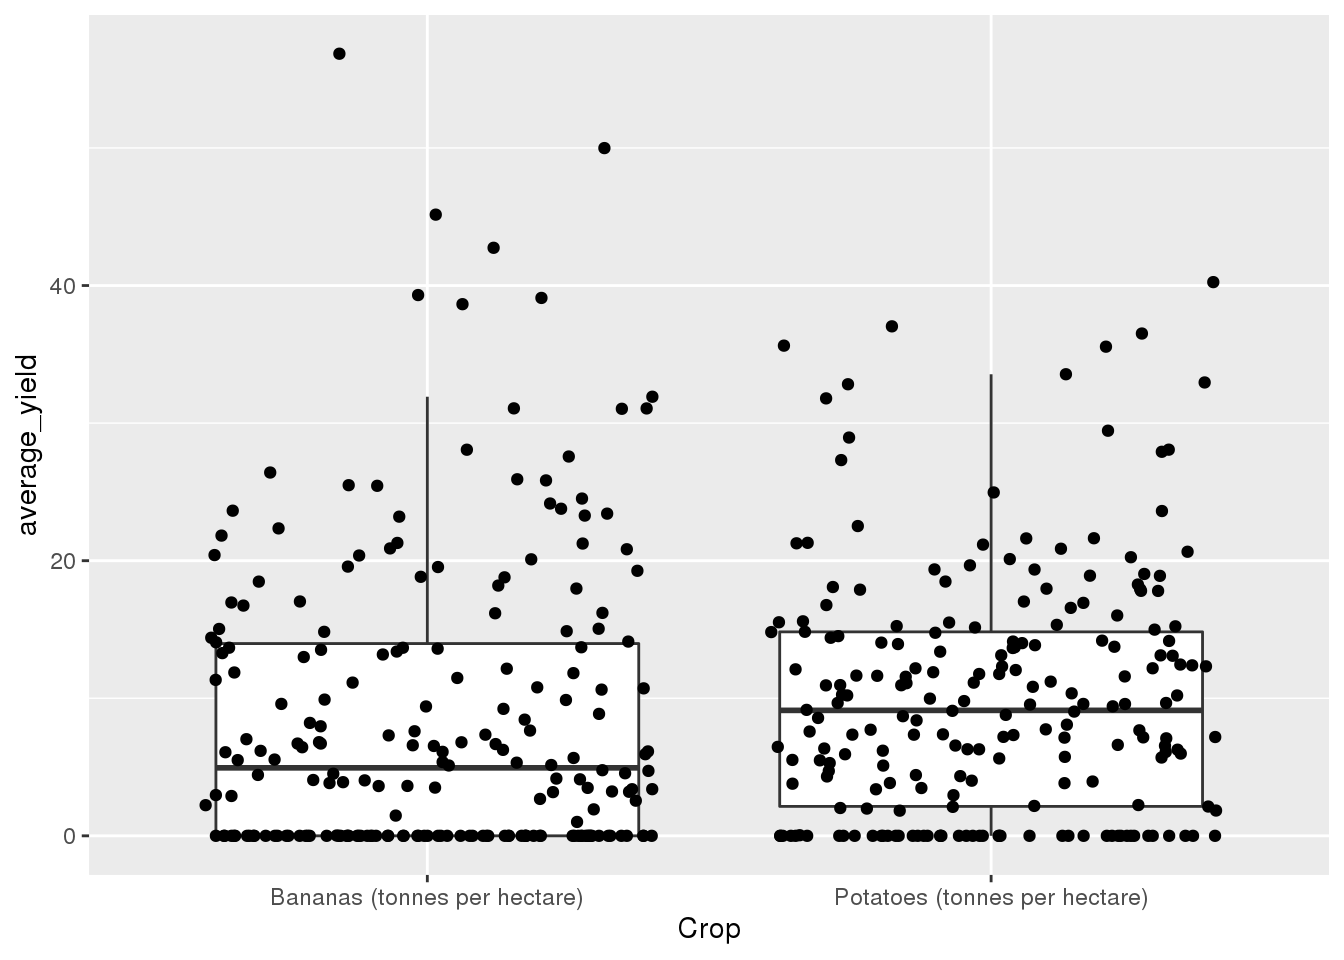 average_yield
40
20
0
Bananas (tonnes per hectare)
Potatoes (tonnes per hectare)
Crop